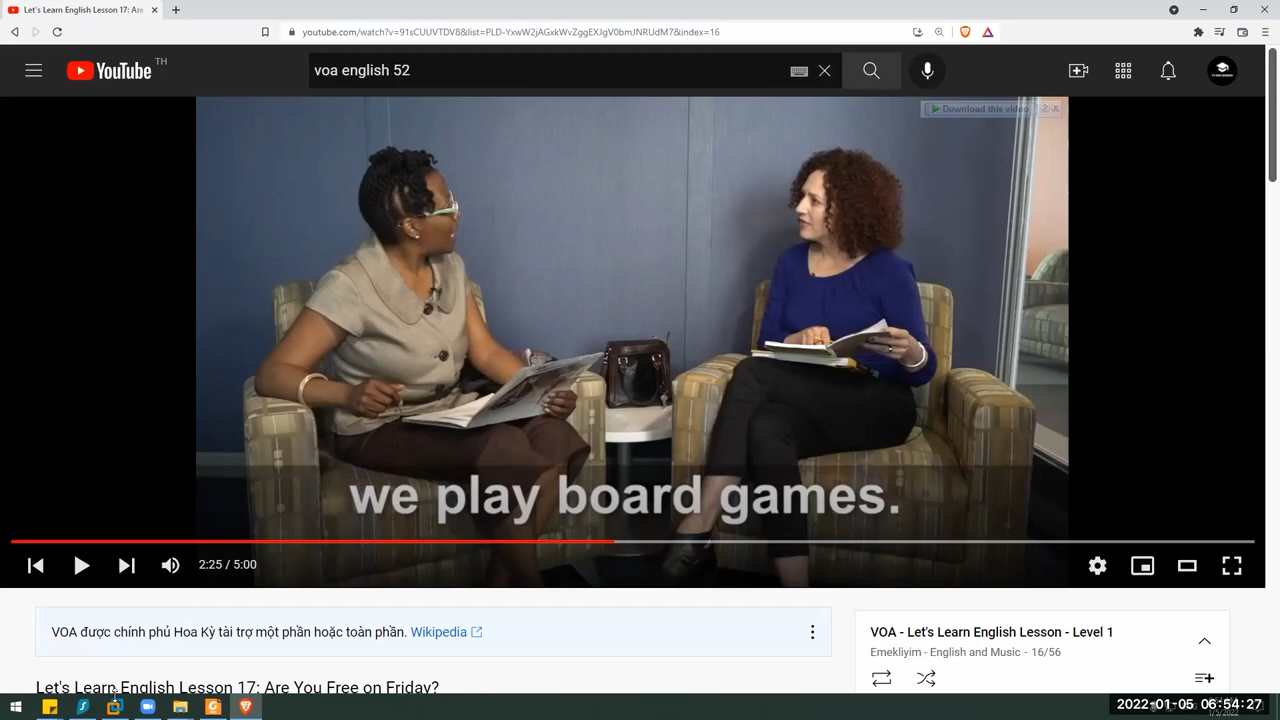 Let's Learn English Lesson 17: Are
youtube.com/watch?v=91sCUUVTDV8&list=PLD-YxwW2jAGxkWvZggEXJgV0bmJNRUdM7&index=16
YouTube TH
voa english 52
Download this video
we play board games.
2:25 / 5:00
VOA được chính phủ Hoa Kỳ tài trợ một phần hoặc toàn phần. Wikipedia
VOA - Let's Learn English Lesson - Level 1
Emekliyim - English and Music - 16/56
Let's Learn English Lesson 17: Are You Free on Friday?
2022-01-05 06:54:27